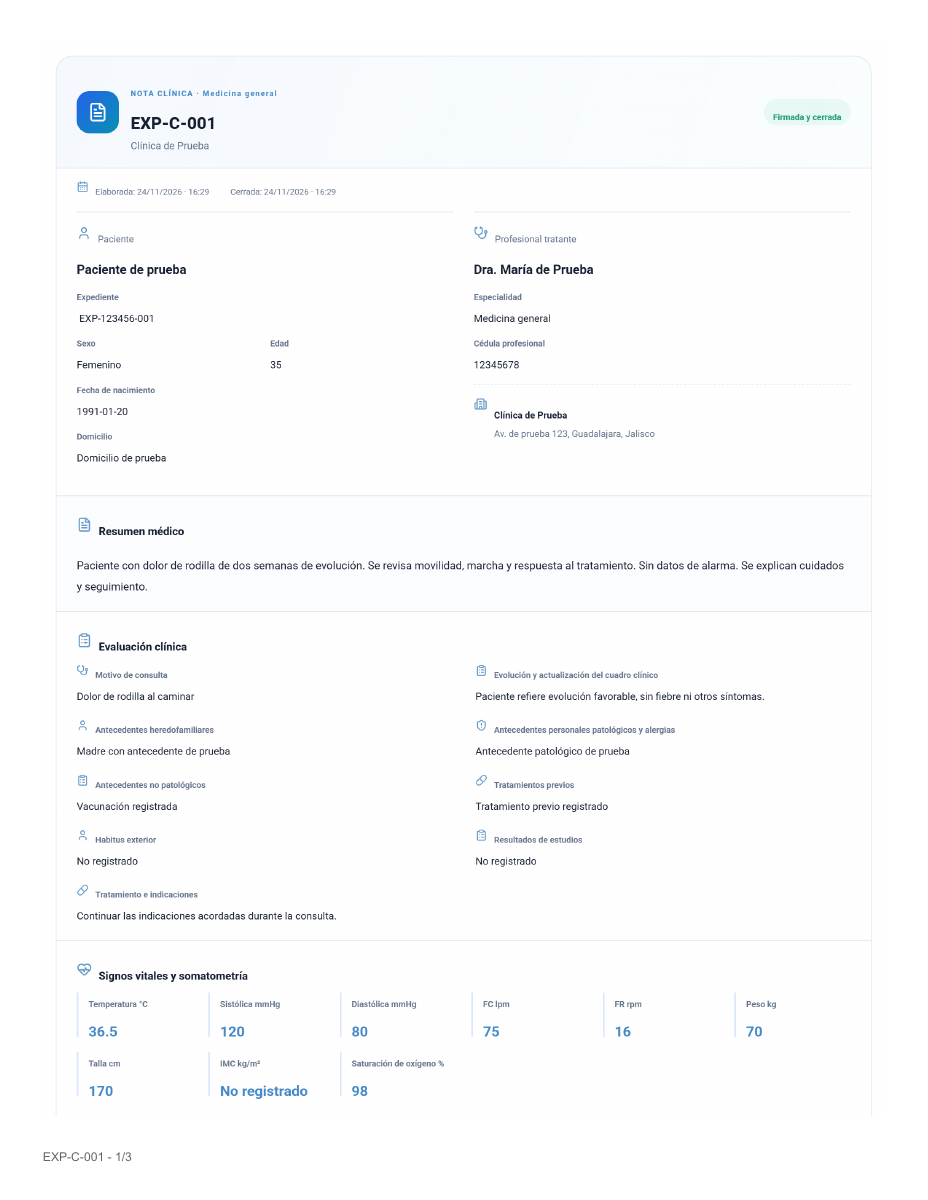 NOTA CLÍNICA · Medicina general
EXP-C-001
Clínica de Prueba
Firmada y cerrada
Elaborada: 24/11/2026 · 16:29
Cerrada: 24/11/2026 · 16:29
Paciente
Paciente de prueba
Expediente
EXP-123456-001
Sexo
Edad
Femenino
35
Fecha de nacimiento
1991-01-20
Domicilio
Domicilio de prueba
Profesional tratante
Dra. María de Prueba
Especialidad
Medicina general
Cédula profesional
12345678
Clínica de Prueba
Av. de prueba 123, Guadalajara, Jalisco
Resumen médico
Paciente con dolor de rodilla de dos semanas de evolución. Se revisa movilidad, marcha y respuesta al tratamiento. Sin datos de alarma. Se explican cuidados
y seguimiento.
Evaluación clínica
Motivo de consulta
Dolor de rodilla al caminar
Evolución y actualización del cuadro clínico
Paciente refiere evolución favorable, sin fiebre ni otros síntomas.
Antecedentes heredofamiliares
Madre con antecedente de prueba
Antecedentes personales patológicos y alergias
Antecedente patológico de prueba
Antecedentes no patológicos
Vacunación registrada
Tratamientos previos
Tratamiento previo registrado
Habitus exterior
No registrado
Resultados de estudios
No registrado
Tratamiento e indicaciones
Continuar las indicaciones acordadas durante la consulta.
Signos vitales y somatometría
Temperatura °C
36.5
Sistólica mmHg
120
Diastólica mmHg
80
FC lpm
75
FR rpm
16
Peso kg
70
Talla cm
170
IMC kg/m²
No registrado
Saturación de oxígeno %
98
EXP-C-001 - 1/3